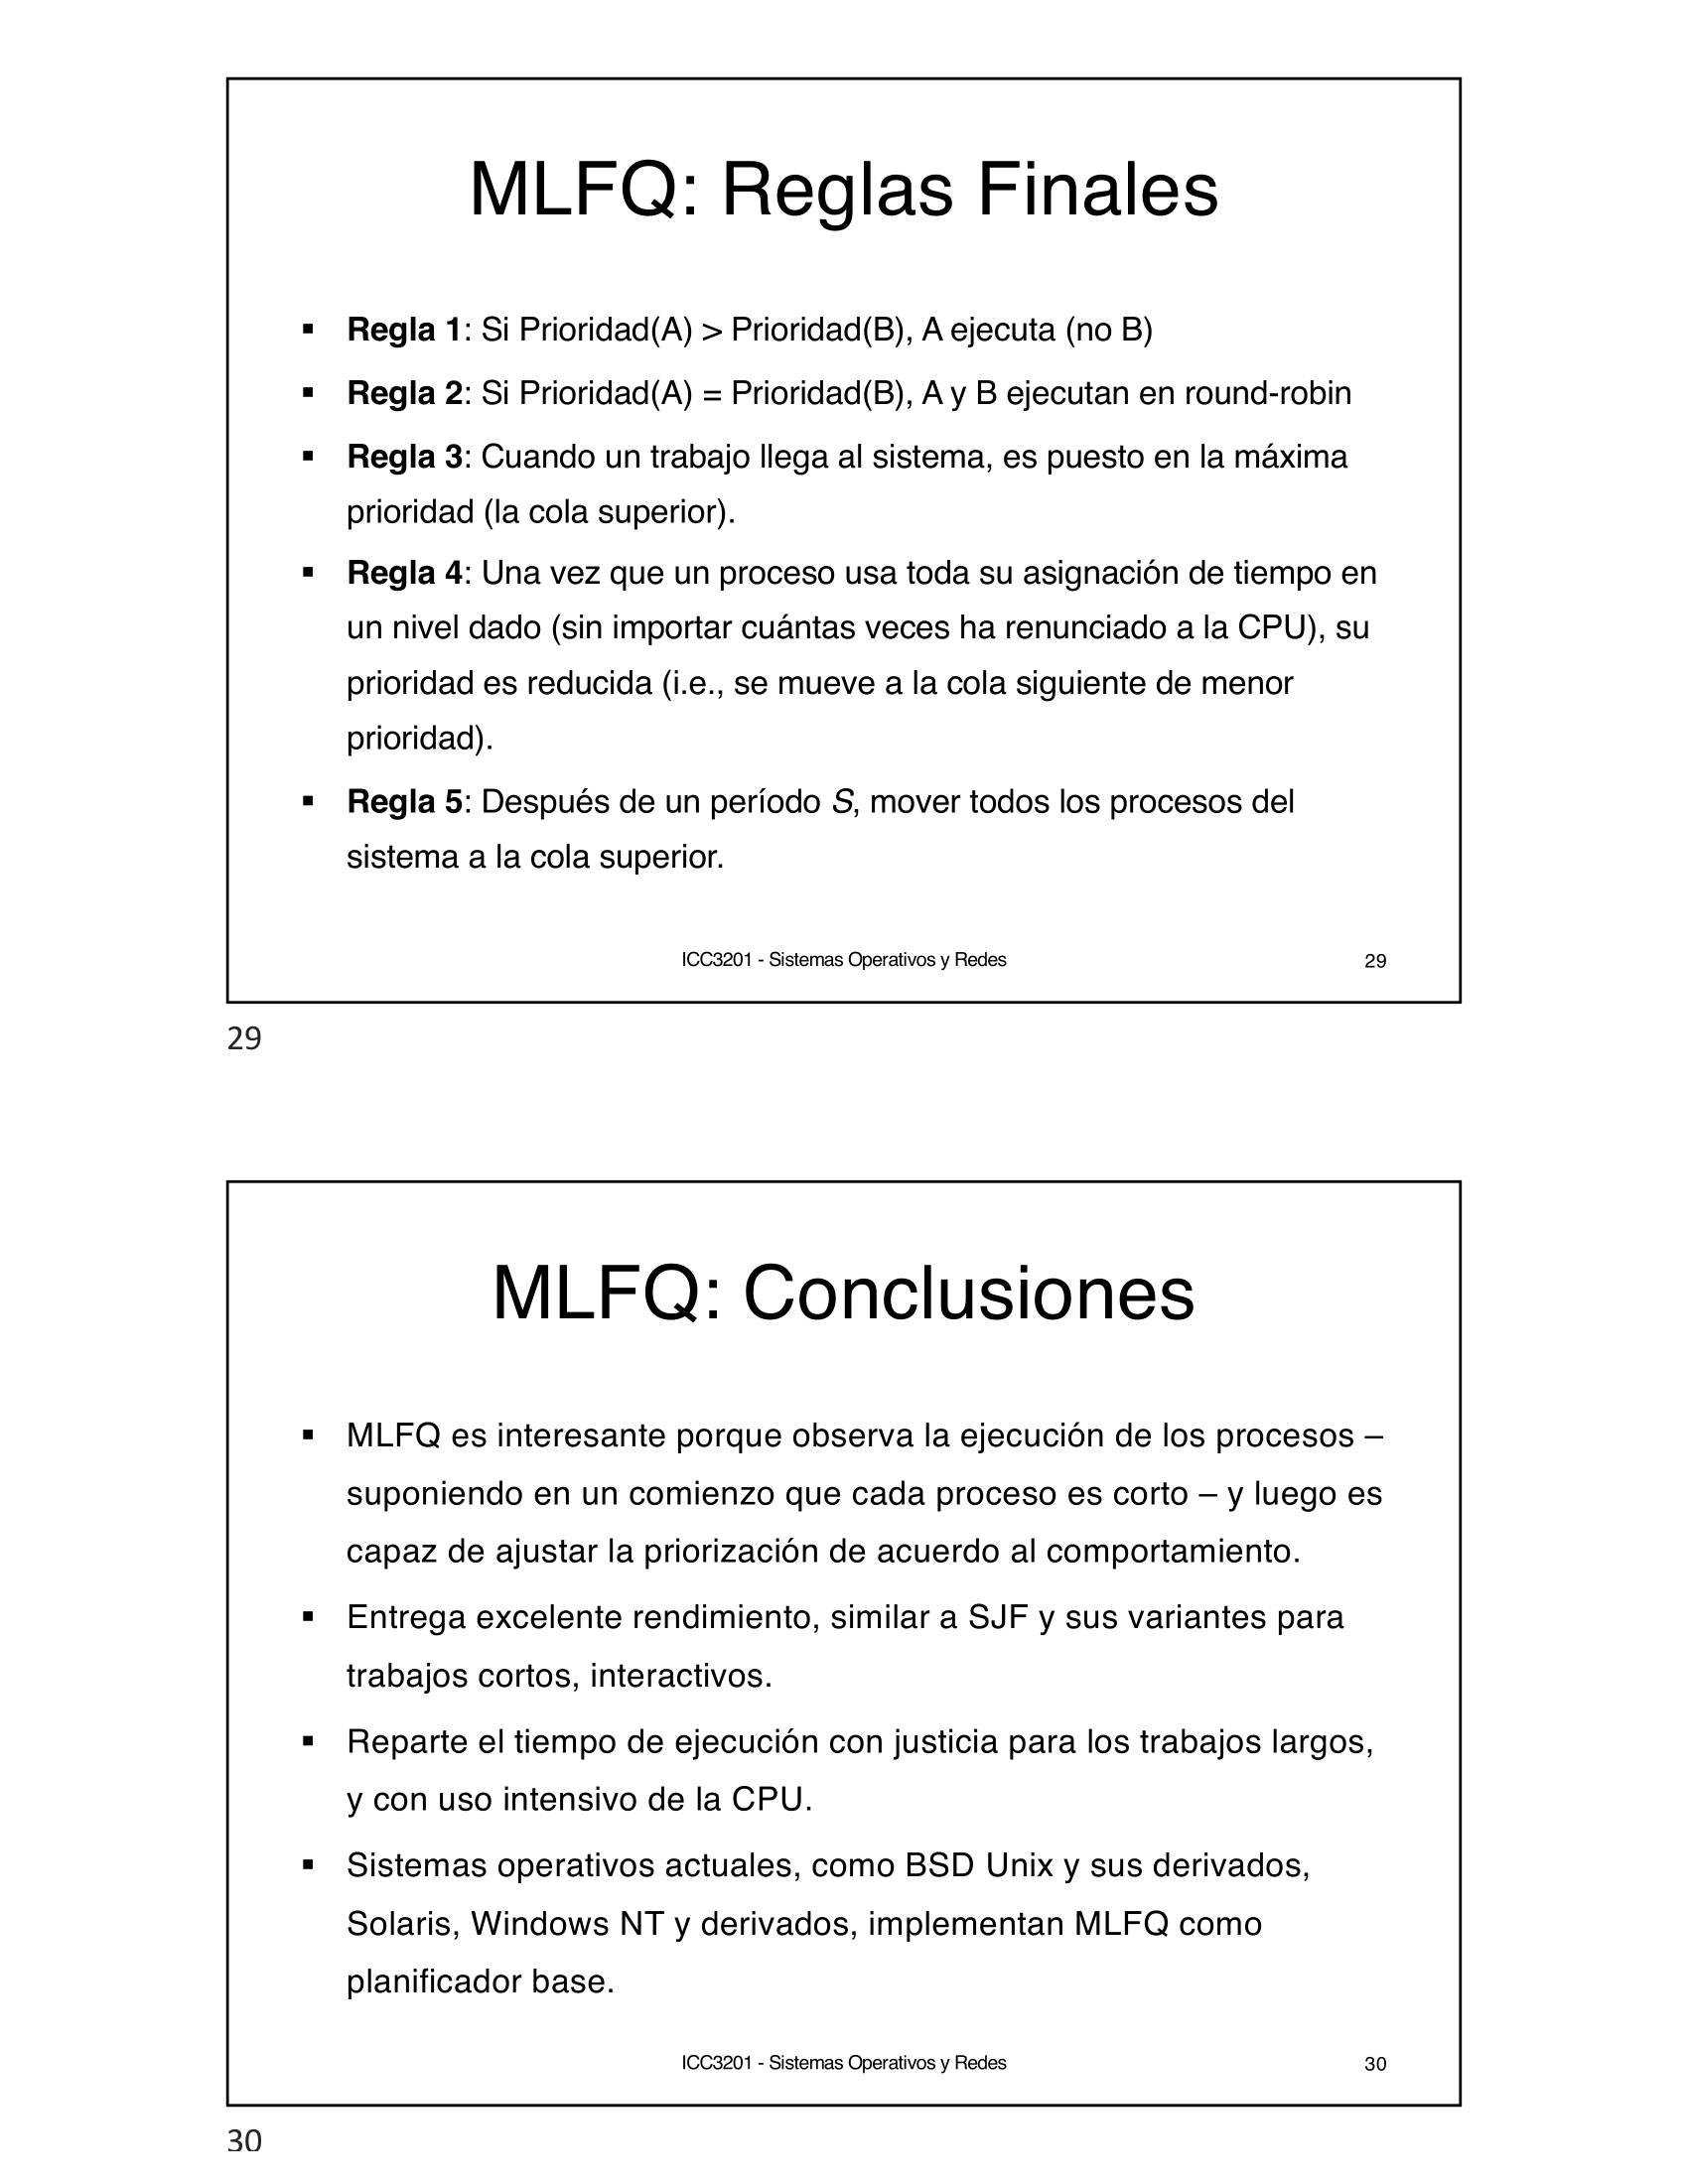 MLFQ: Reglas Finales
▪ Regla 1: Si Prioridad(A) > Prioridad(B), A ejecuta (no B)
▪ Regla 2: Si Prioridad(A) = Prioridad(B), A y B ejecutan en round-robin
▪ Regla 3: Cuando un trabajo llega al sistema, es puesto en la máxima
prioridad (la cola superior).
▪ Regla 4: Una vez que un proceso usa toda su asignación de tiempo en
un nivel dado (sin importar cuántas veces ha renunciado a la CPU), su
prioridad es reducida (i.e., se mueve a la cola siguiente de menor
prioridad).
▪ Regla 5: Después de un período S, mover todos los procesos del
sistema a la cola superior.
ICC3201 - Sistemas Operativos y Redes 29
29
MLFQ: Conclusiones
▪ MLFQ es interesante porque observa la ejecución de los procesos –
suponiendo en un comienzo que cada proceso es corto – y luego es
capaz de ajustar la priorización de acuerdo al comportamiento.
▪ Entrega excelente rendimiento, similar a SJF y sus variantes para
trabajos cortos, interactivos.
▪ Reparte el tiempo de ejecución con justicia para los trabajos largos,
y con uso intensivo de la CPU.
▪ Sistemas operativos actuales, como BSD Unix y sus derivados,
Solaris, Windows NT y derivados, implementan MLFQ como
planificador base.
ICC3201 - Sistemas Operativos y Redes 30
30